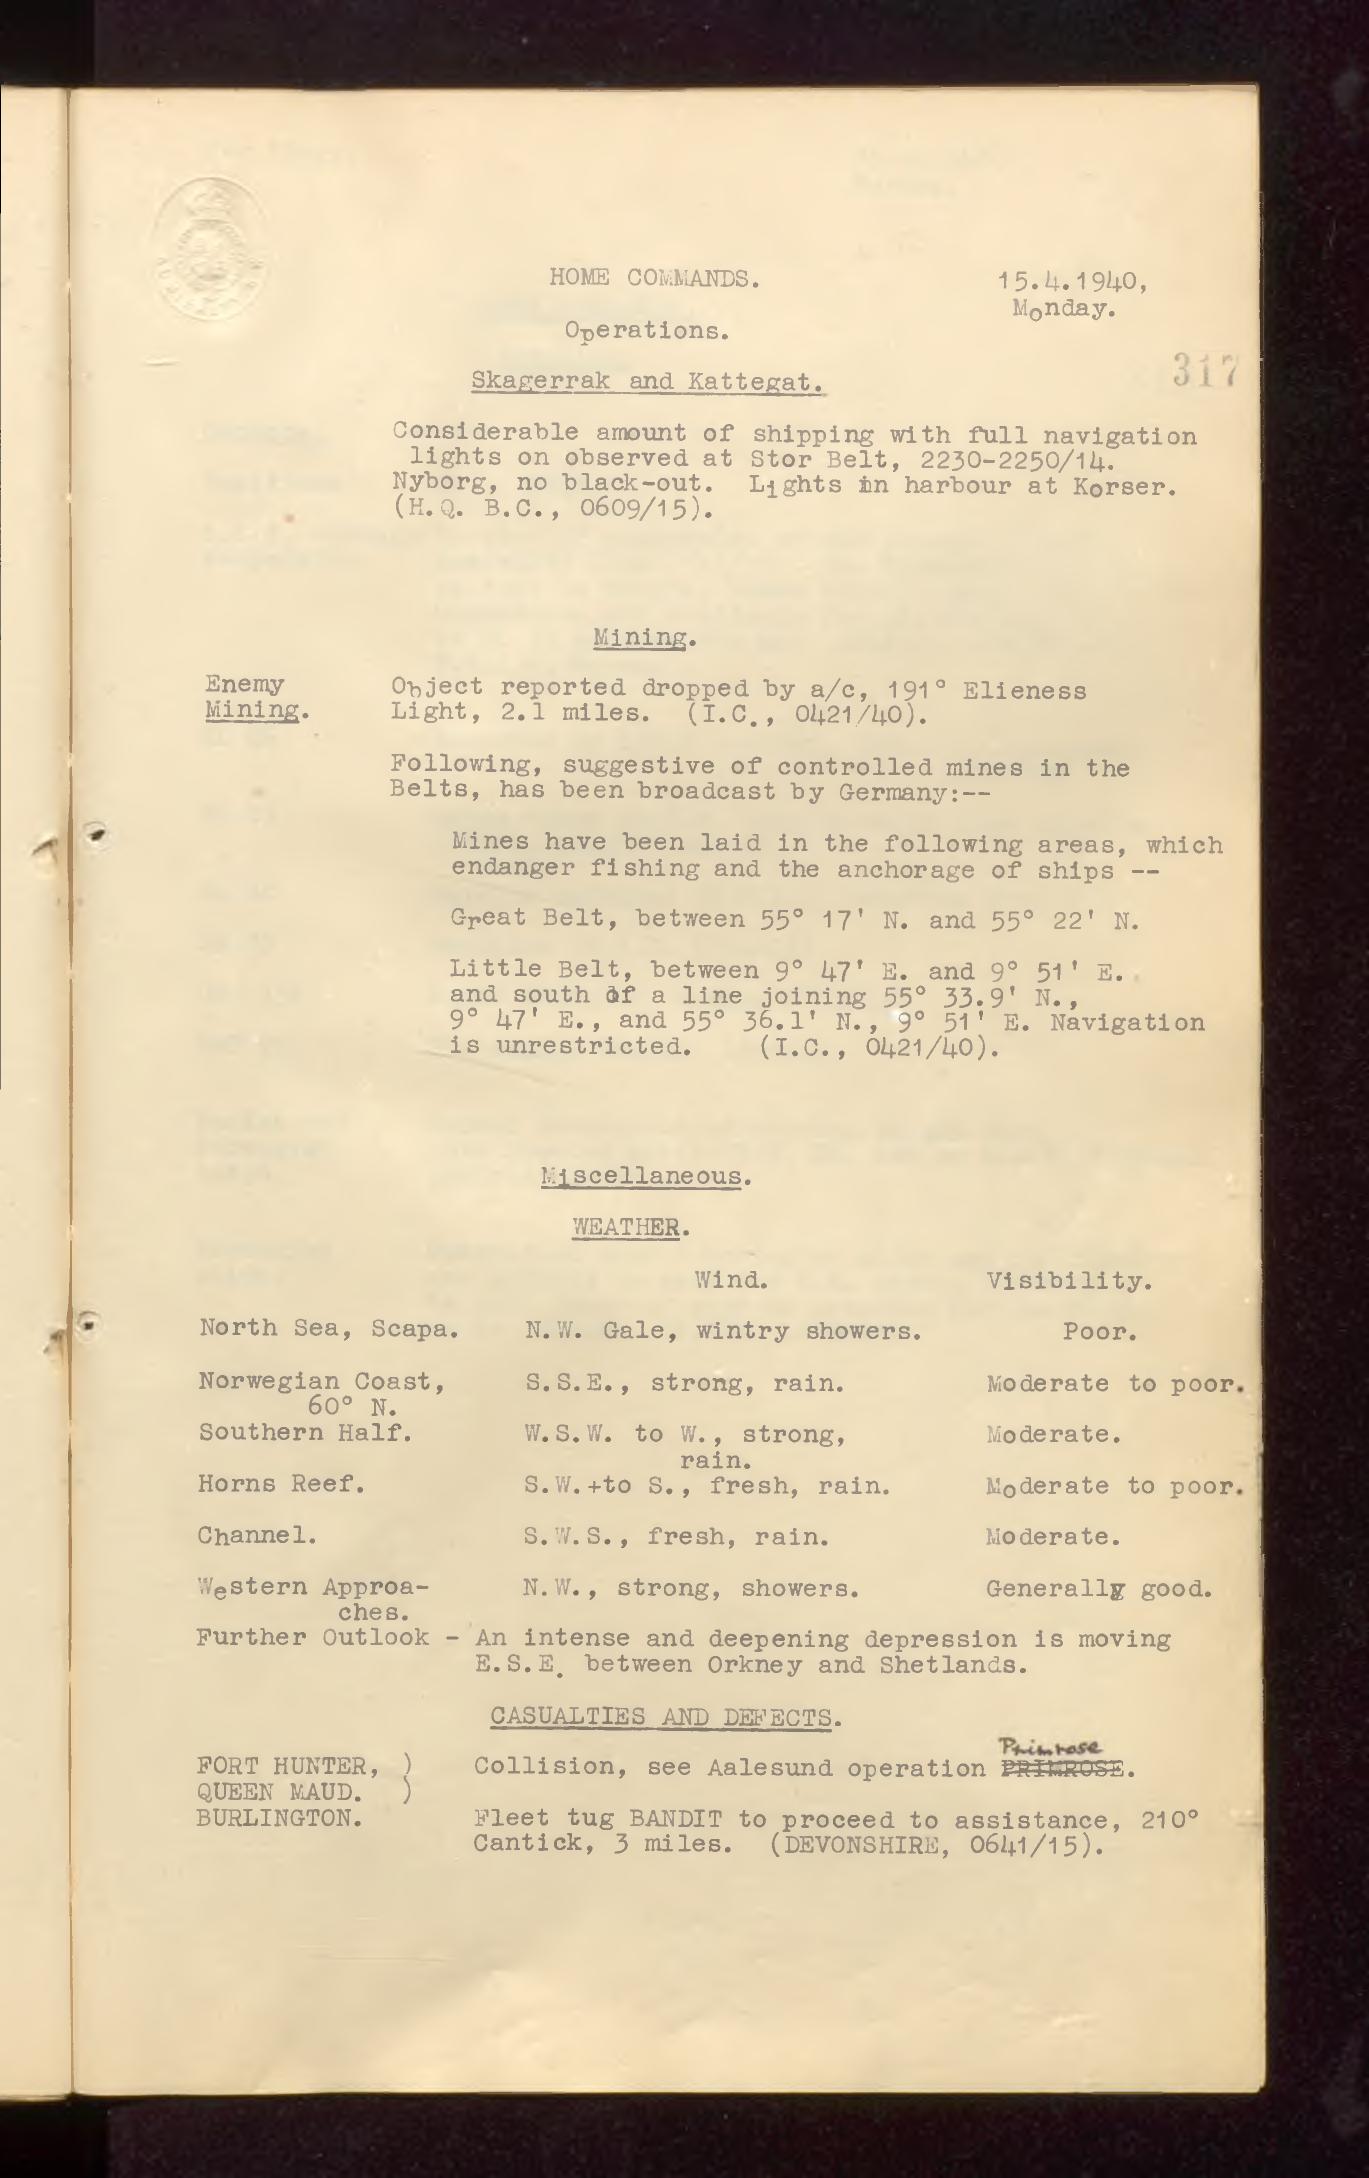 HOME COMMANDS.
15.4.1940,
Monday.
Operations.
317
Skagerrak and Kattegat.
Considerable amount of shipping with full navigation
lights on observed at Stor Belt, 2230-2250/14.
Nyborg, no black-out. Lights in harbour at Korser.
(H.Q. B.C., 0609/15).
Mining.
Enemy
Mining.
Object reported dropped by a/c, 191° Elieness
Light, 2.1 miles. (I.C., 0421/40).
Following, suggestive of controlled mines in the
Belts, has been broadcast by Germany:--
Mines have been laid in the following areas, which
endanger fishing and the anchorage of ships --
Great Belt, between 55° 17' N. and 55° 22' N.
Little Belt, between 9° 47' E. and 9° 51' E.
and south of a line joining 55° 33.9' N.,
9° 47' E., and 55° 36.1' N., 9° 51' E. Navigation
is unrestricted. (I.C., 0421/40).
Miscellaneous.
WEATHER.
Wind. Visibility.
North Sea, Scapa. N.W. Gale, wintry showers. Poor.
Norwegian Coast, S.S.E., strong, rain. Moderate to poor.
60° N.
Southern Half. W.S.W. to W., strong, Moderate.
rain.
Horns Reef. S.W.+to S., fresh, rain. Moderate to poor.
Channel. S.W.S., fresh, rain. Moderate.
Western Approa- N.W., strong, showers. Generally good.
ches.
Further Outlook - An intense and deepening depression is moving
E.S.E. between Orkney and Shetlands.
CASUALTIES AND DEFECTS.
Primrose
FORT HUNTER, ) Collision, see Aalesund operation PRIMROSE.
QUEEN MAUD. )
BURLINGTON. Fleet tug BANDIT to proceed to assistance, 210°
Cantick, 3 miles. (DEVONSHIRE, 0641/15).